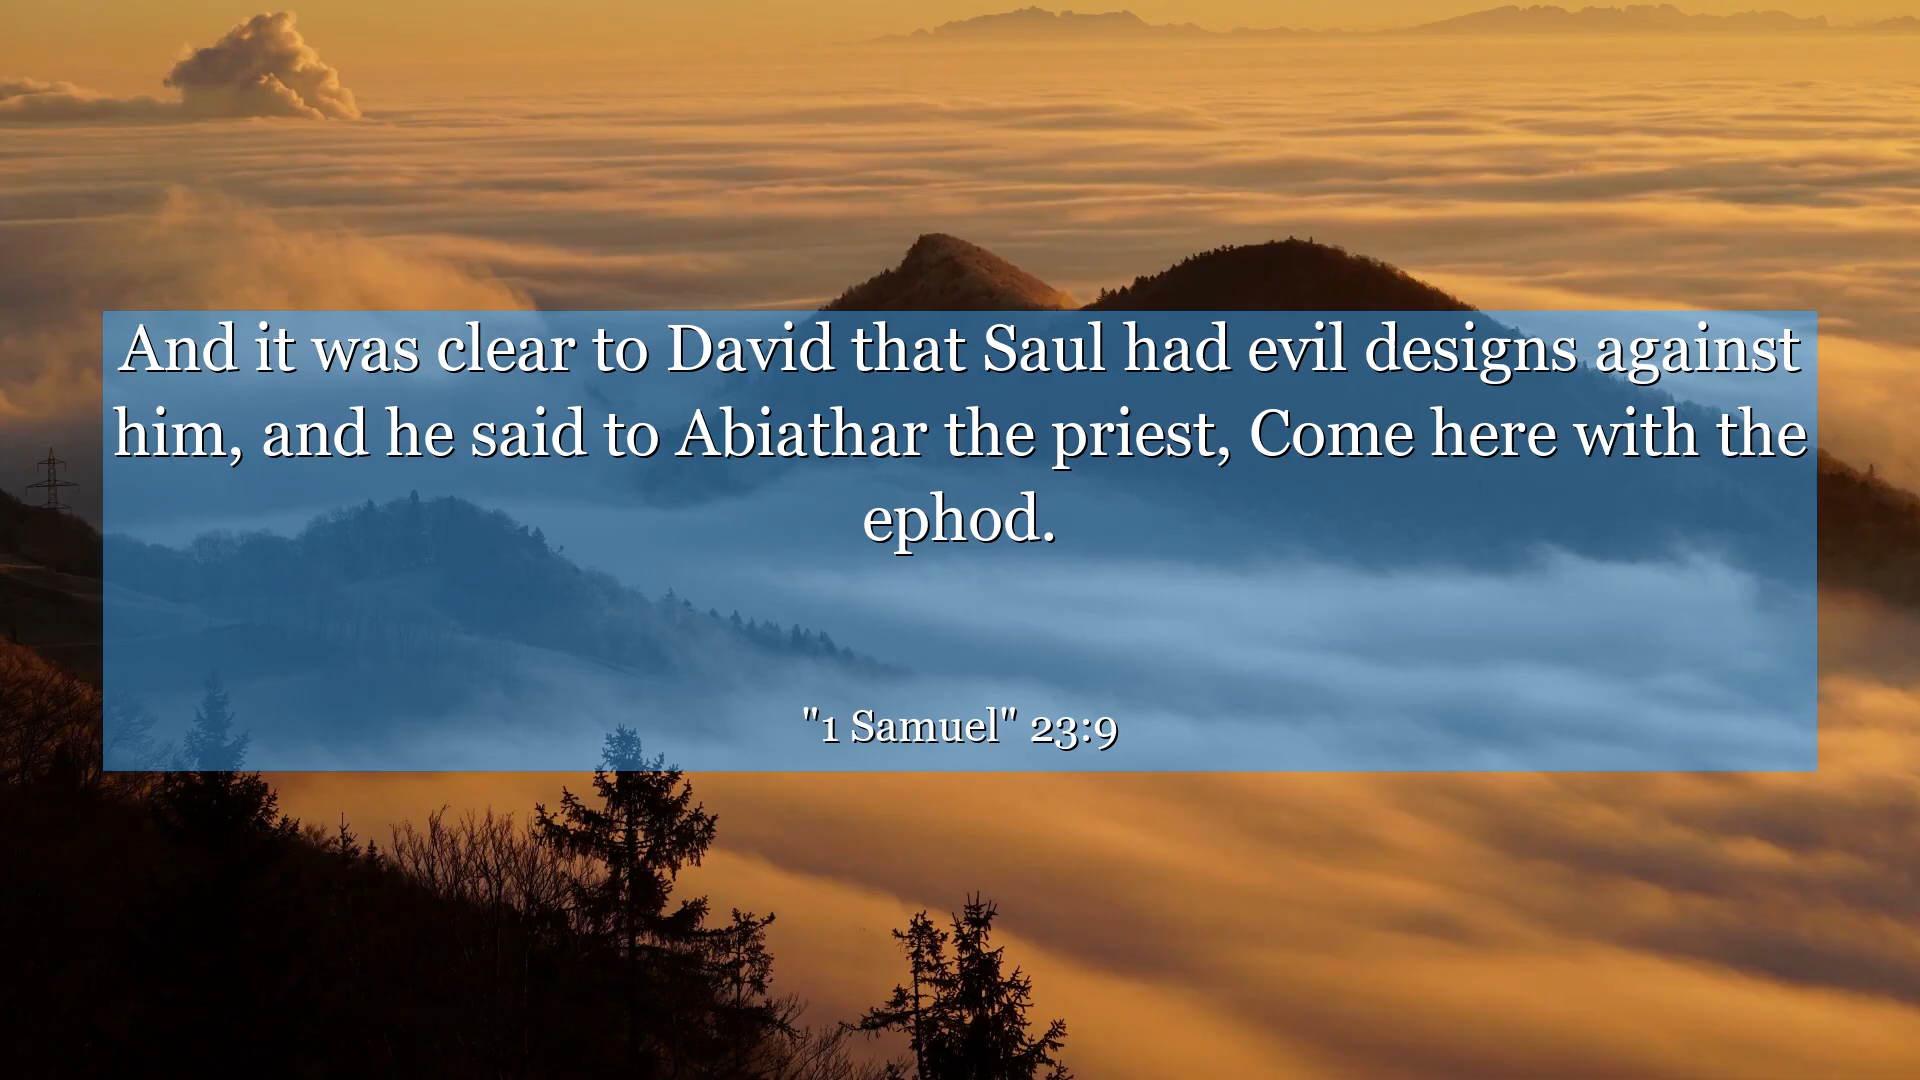 And it was clear to David that Saul had evil designs against
him, and he said to Abiathar the priest, Come here with the
ephod.
"1 Samuel" 23:9